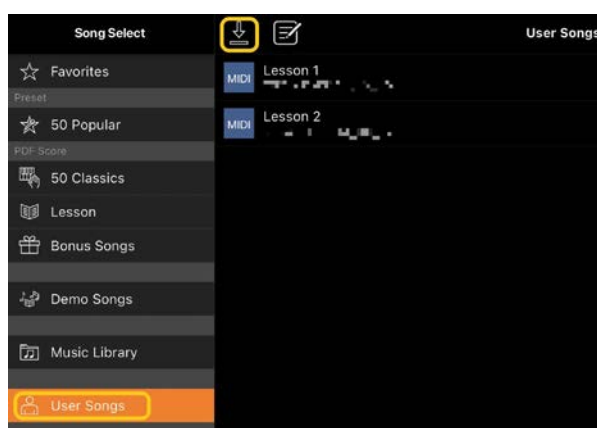 Song Select
Favorites
Preset
50 Popular
PDF Score
50 Classics
Lesson
Bonus Songs
Demo Songs
Music Library
User Songs
User Songs
MIDI
Lesson 1
MIDI
Lesson 2